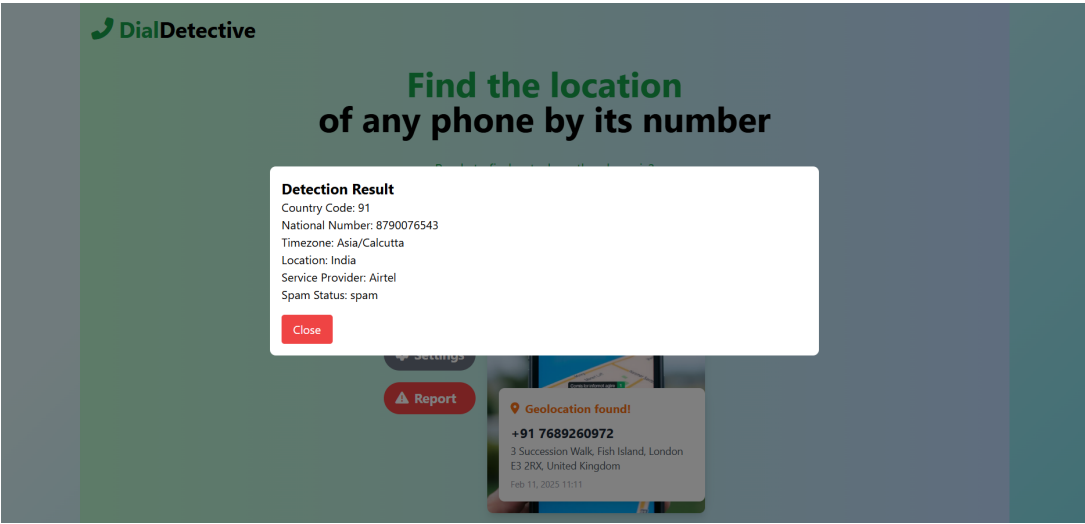 DialDetective
Find the location
of any phone by its number
Detection Result
Country Code: 91
National Number: 8790076543
Timezone: Asia/Calcutta
Location: India
Service Provider: Airtel
Spam Status: spam
Close
Settings
Report
Geolocation found!
+91 7689260972
3 Succession Walk, Fish Island, London
E3 2RX, United Kingdom
Feb 11, 2025 11:11